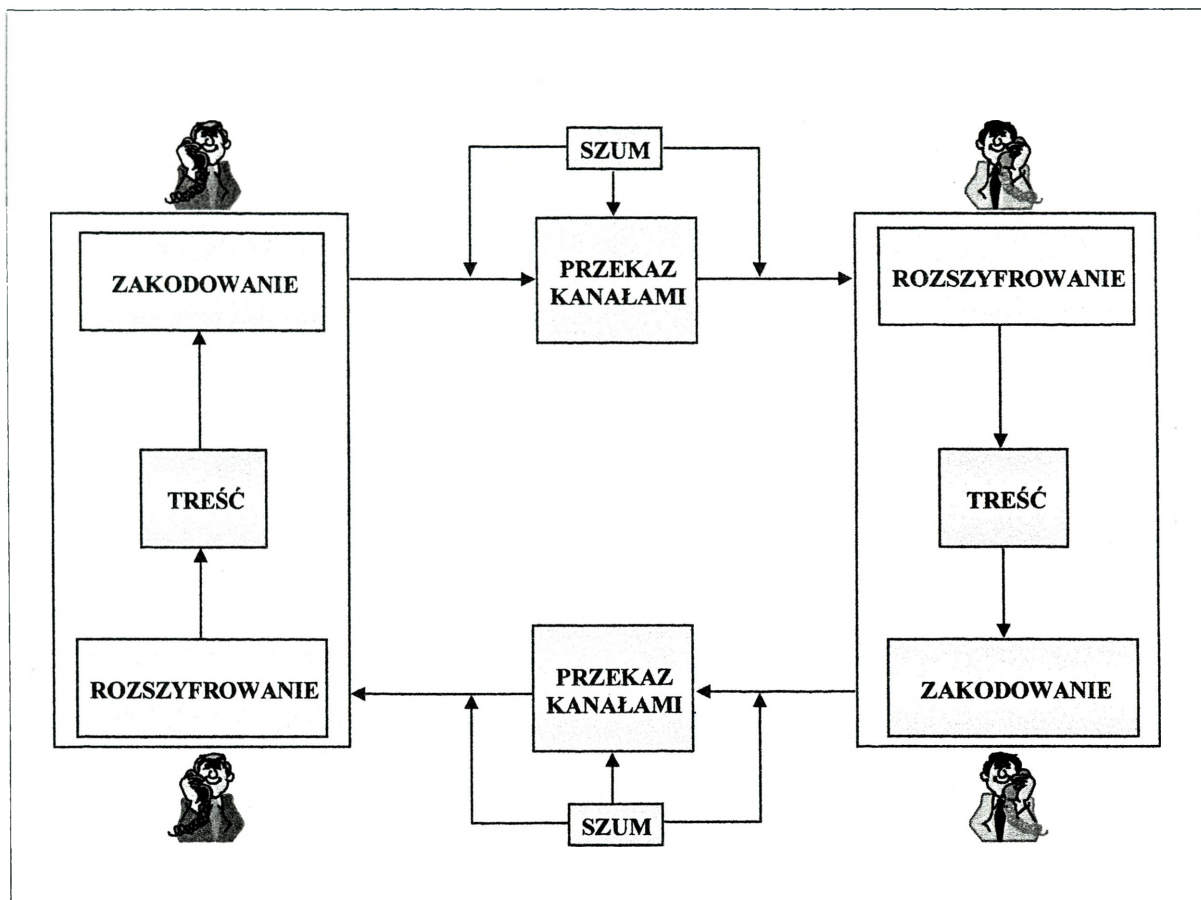 SZUM
ZAKODOWANIE
PRZEKAZ
KANAŁAMI
ROZSZYFROWANIE
TREŚĆ
TREŚĆ
ROZSZYFROWANIE
PRZEKAZ
KANAŁAMI
ZAKODOWANIE
SZUM